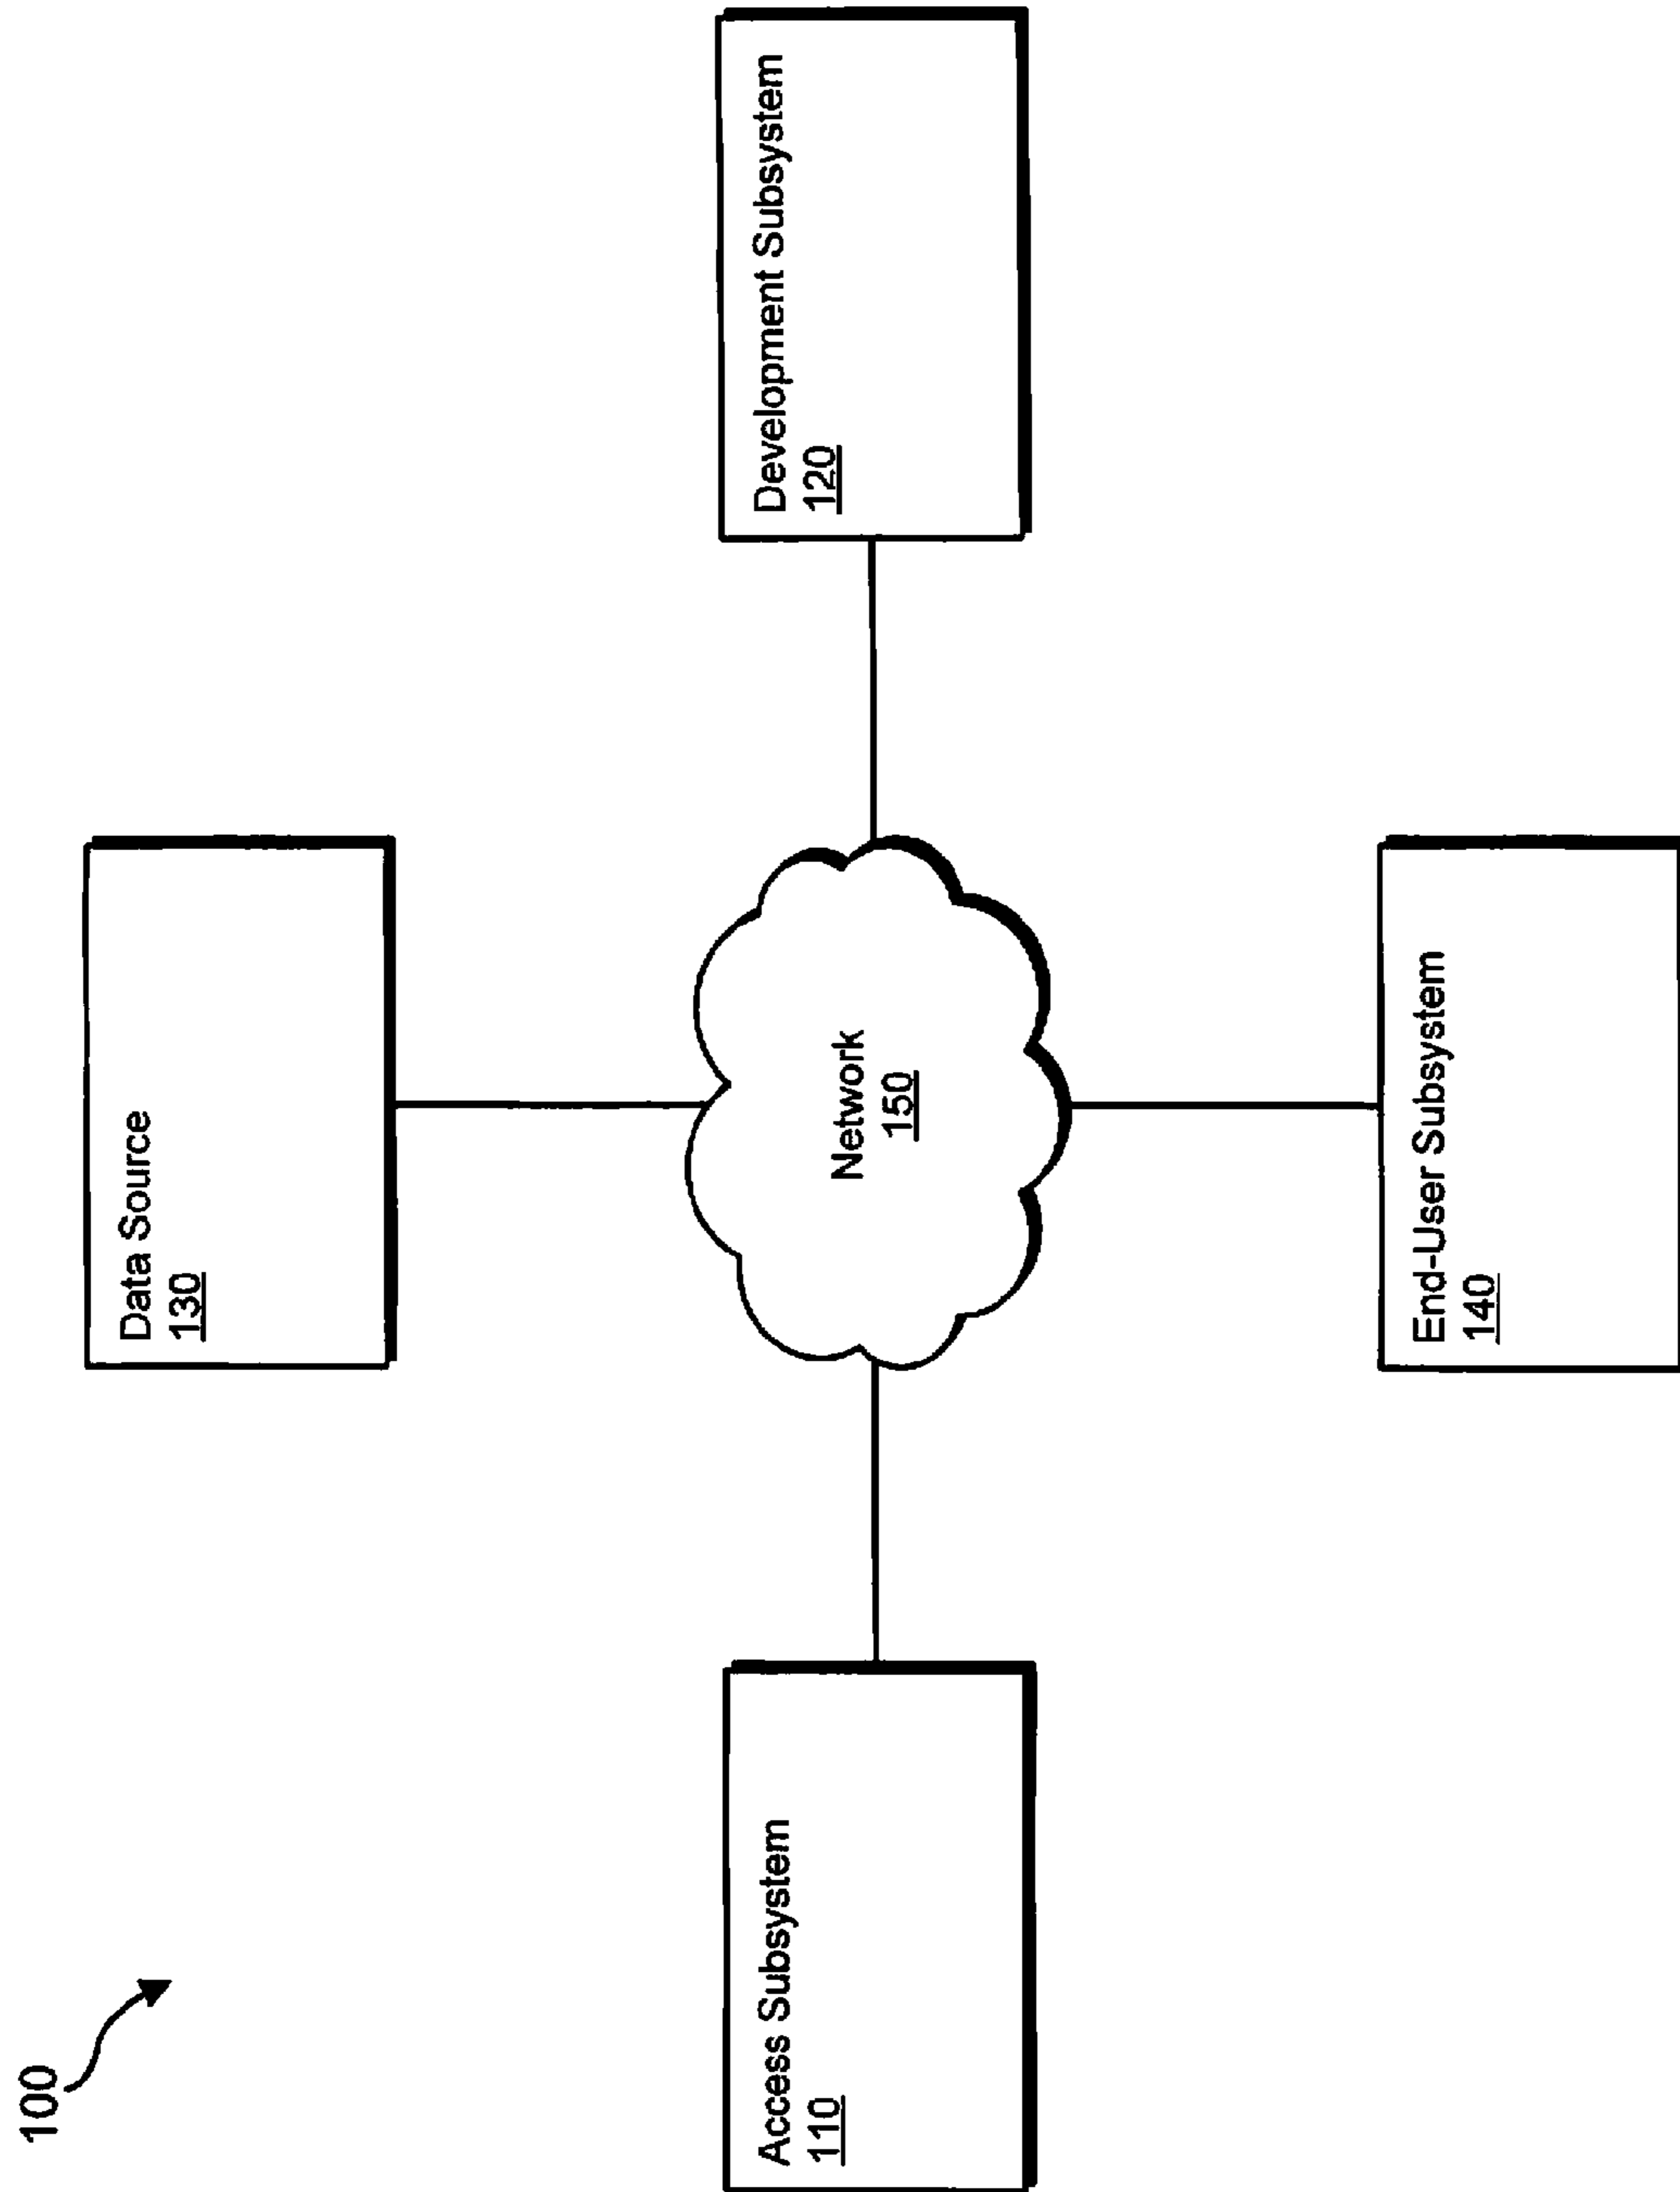 100
Data Source
130
Access Subsystem
110
Network
150
Development Subsystem
120
End-User Subsystem
140